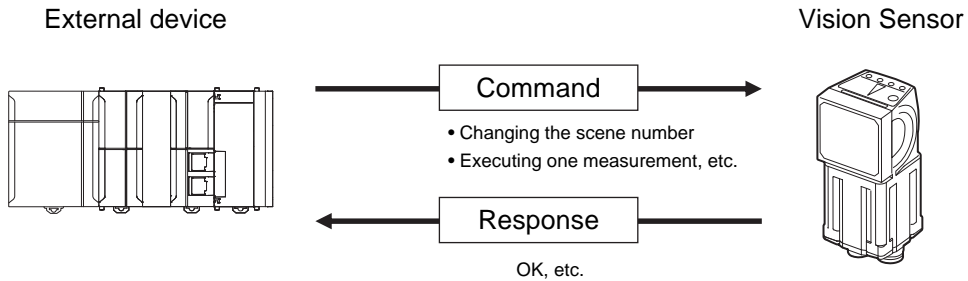 External device
Vision Sensor
Command
• Changing the scene number
• Executing one measurement, etc.
Response
OK, etc.